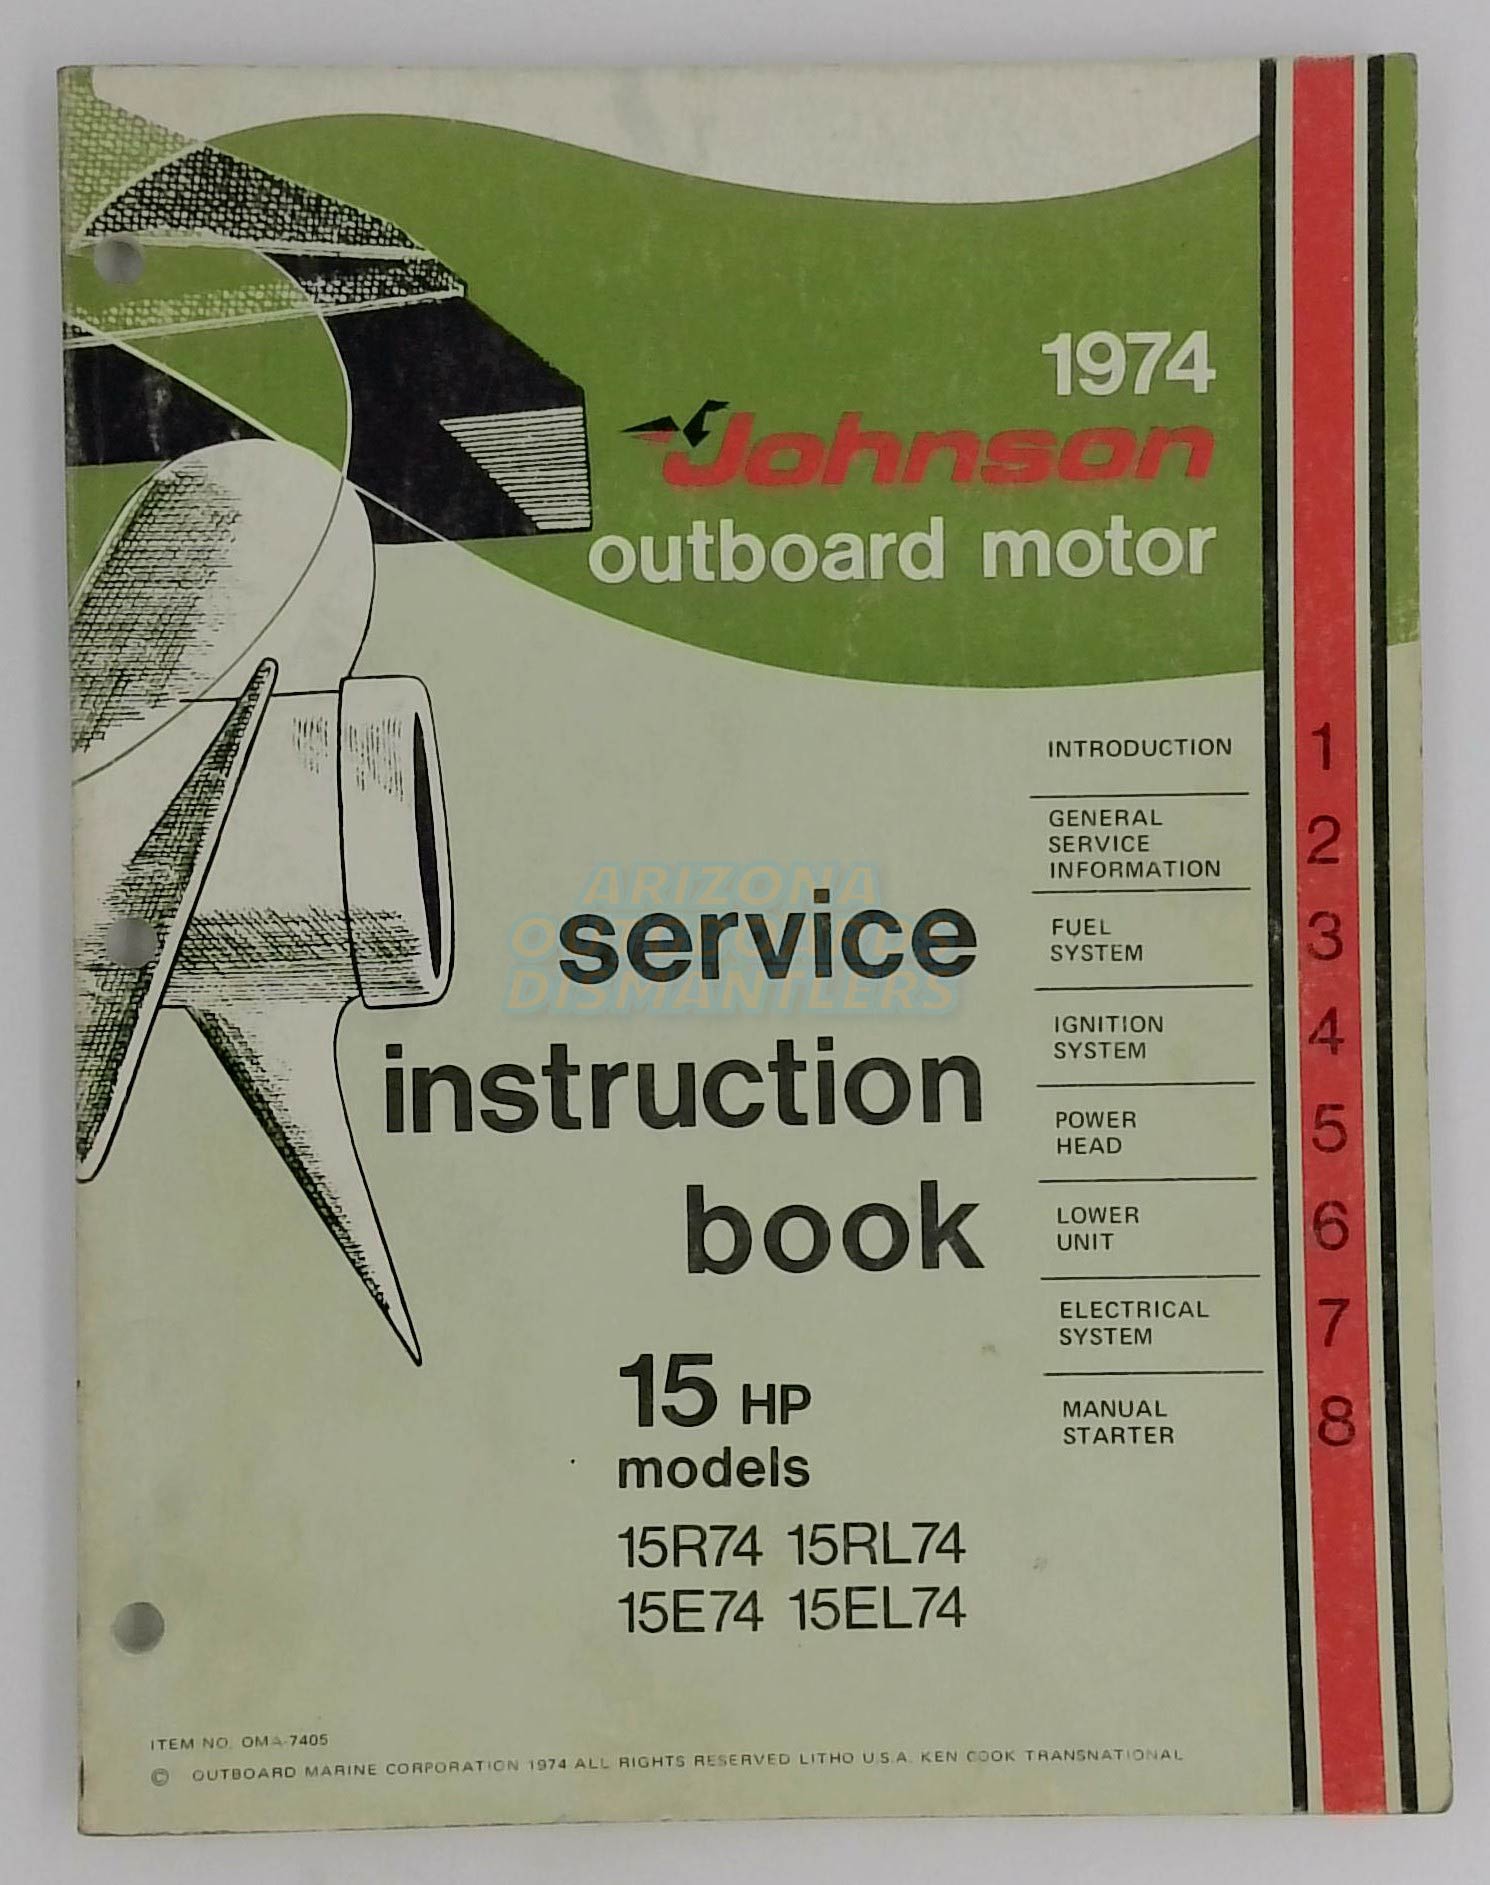 1974
Johnson
outboard motor
INTRODUCTION 1
GENERAL
SERVICE
INFORMATION 2
FUEL
SYSTEM 3
IGNITION
SYSTEM 4
POWER
HEAD 5
LOWER
UNIT 6
ELECTRICAL
SYSTEM 7
MANUAL
STARTER 8
ARIZONA
OUTBOARDS
DISMANTLERS
service
instruction
book
15 HP
models
15R74 15RL74
15E74 15EL74
ITEM NO. OMA-7405
© OUTBOARD MARINE CORPORATION 1974 ALL RIGHTS RESERVED LITHO U.S.A. KEN COOK TRANSNATIONAL